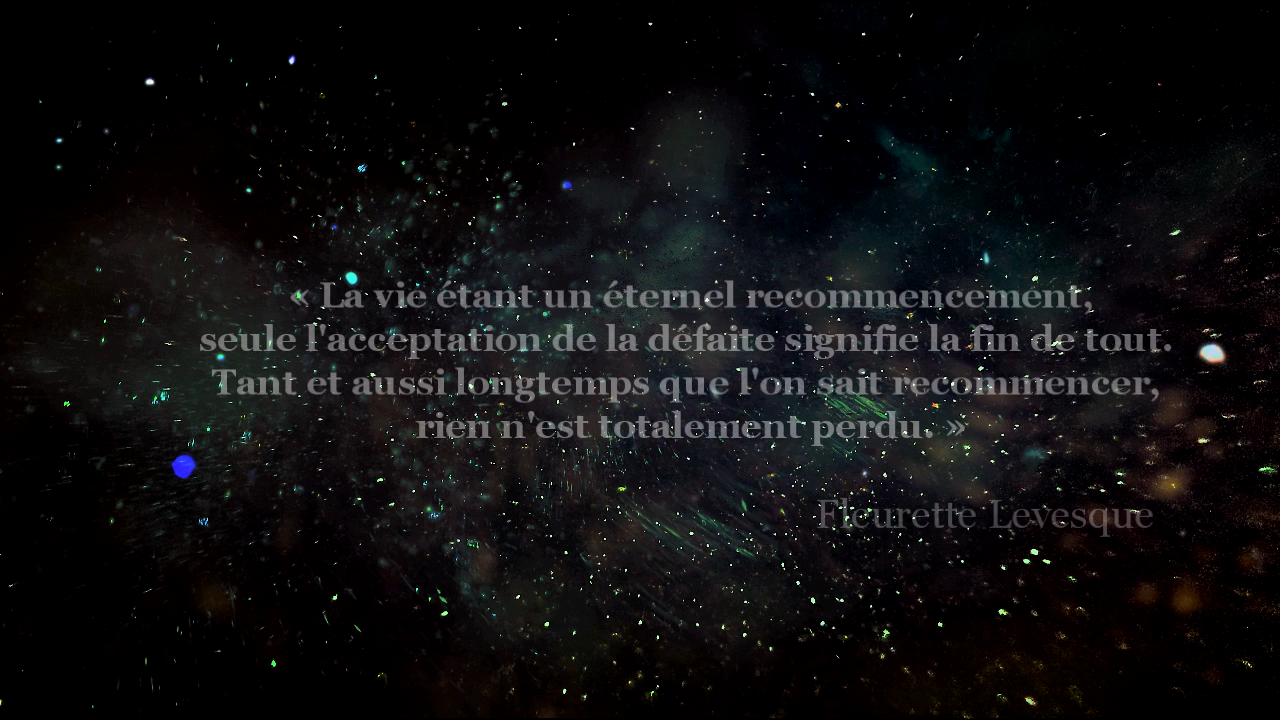 « La vie étant un éternel recommencement,
seule l'acceptation de la défaite signifie la fin de tout.
Tant et aussi longtemps que l'on sait recommencer,
rien n'est totalement perdu. »
Fleurette Levesque